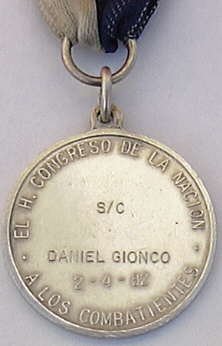 EL H. CONGRESO DE LA NACION
S/C
DANIEL GIONCO
2-4-82
A LOS COMBATIENTES